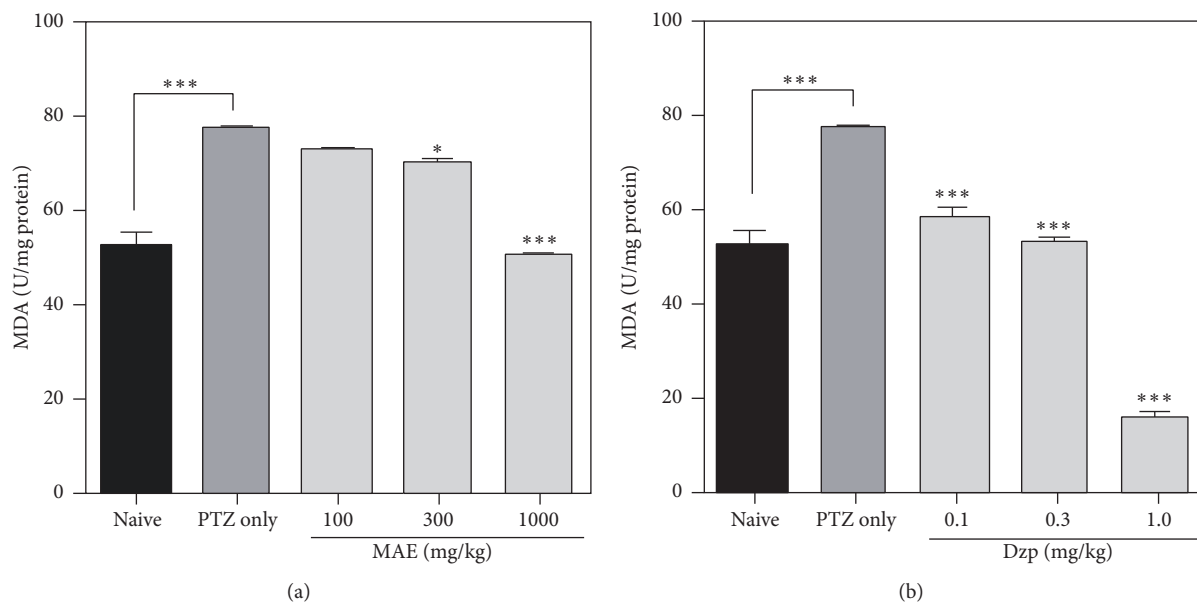 MDA (U/mg protein)
100
80
60
40
20
0
***
*
***
Naive
PTZ only
100
300
1000
MAE (mg/kg)
(a)
MDA (U/mg protein)
100
80
60
40
20
0
***
***
***
***
Naive
PTZ only
0.1
0.3
1.0
Dzp (mg/kg)
(b)